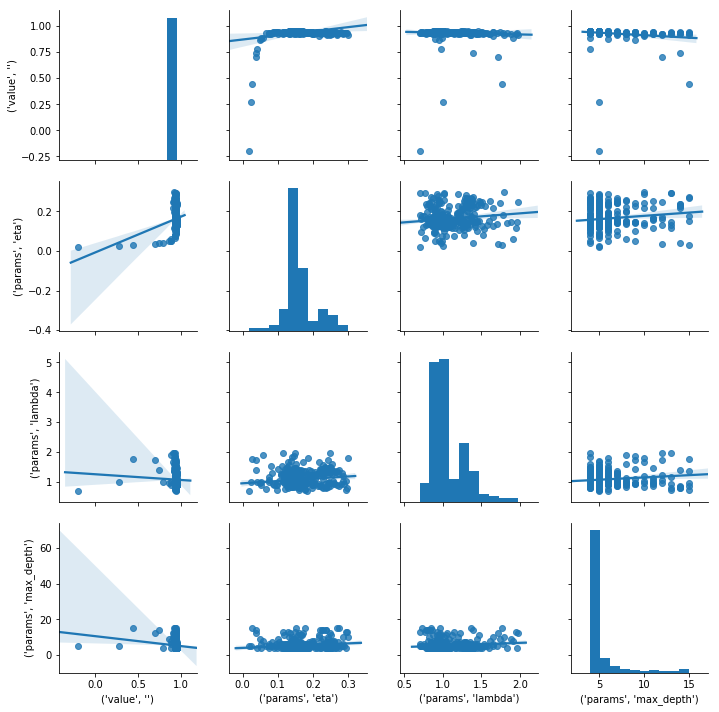 1.00
0.75
0.50
0.25
0.00
−0.25
('value', '')
0.2
0.0
−0.2
−0.4
('params', 'eta')
5
4
3
2
1
('params', 'lambda')
60
40
20
0
('params', 'max_depth')
0.0 1.0
0.0 0.1 0.2 0.3
0.5 1.0 1.5 2.0
5 10 15
('value', '') ('params', 'eta') ('params', 'lambda') ('params', 'max_depth')